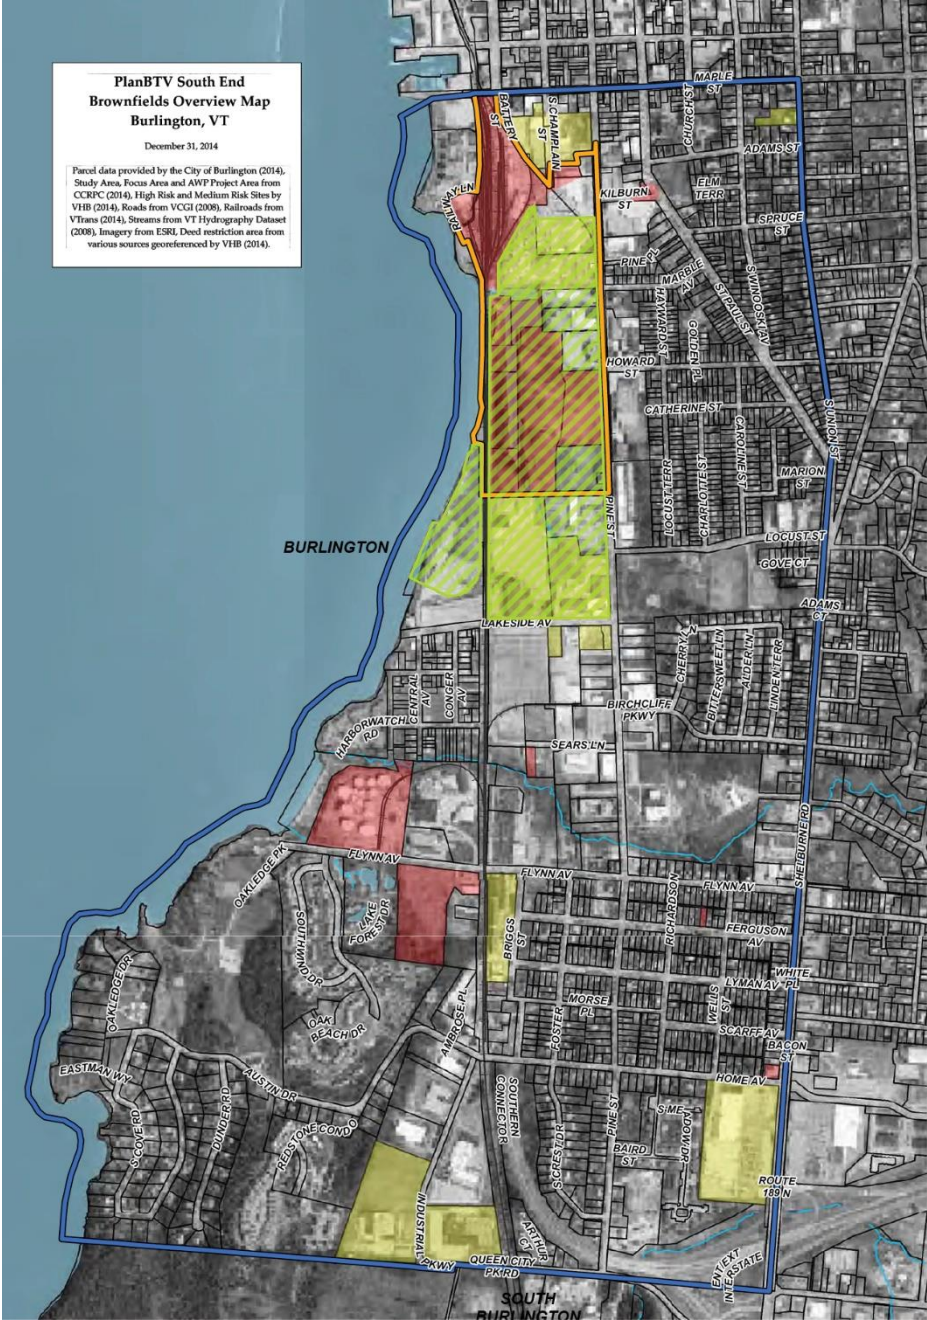 PlanBTV South End
Brownfields Overview Map
Burlington, VT
December 31, 2014
Parcel data provided by the City of Burlington (2014),
Study Area, Focus Area and AWP Project Area from
CCRPC (2014), High Risk and Medium Risk Sites by
VHB (2014), Roads from VCGI (2008), Railroads from
VTrans (2014), Streams from VT Hydrography Dataset
(2008), Imagery from ESRI, Deed restriction area from
various sources georeferenced by VHB (2014).
MAPLE
ST
BATTERY
ST
S CHAMPLAIN
ST
CHURCH ST
ADAMS ST
RAILWAY LN
KILBURN
ST
ELM
TERR
SPRUCE
ST
PINE PL
MARBLE
AV
ST PAUL ST
S WINOOSKI AV
HAYWARD ST
GOLDEN PL
HOWARD
ST
CATHERINE ST
CAROLINE ST
S UNION ST
LOCUST TERR
CHARLOTTE ST
MARION
ST
PINE ST
LOCUST ST
BURLINGTON
GOVE CT
ADAMS
CT
LAKESIDE AV
CHERRY LN
BITTERSWEET LN
ALDER LN
LINDEN TERR
CENTRAL
AV
CONGER
AV
BIRCHCLIFF
PKWY
HARBORWATCH
RD
SEARS LN
SHELBURNE RD
OAKLEDGE PK
FLYNN AV
FLYNN AV
FLYNN AV
SOUTHWIND DR
LAKE
FOREST DR
BRIGGS
ST
RICHARDSON
FERGUSON
AV
WHITE
PL
LYMAN AV
OAKLEDGE DR
OAK
BEACH DR
AMBROSE PL
MORSE
PL
FOSTER
WELLS
ST
SCARFF AV
BACON
ST
EASTMAN WY
AUSTIN DR
HOME AV
S COVE RD
DUNDER RD
REDSTONE CONDO
SOUTHERN
CONNECTOR
S CREST DR
PINE ST
S MEADOW DR
BAIRD
ST
ROUTE
189 N
INDUSTRIAL
PKWY
ARTHUR
CT
QUEEN CITY
PK RD
ENT/EXT
INTERSTATE
SOUTH
BURLINGTON